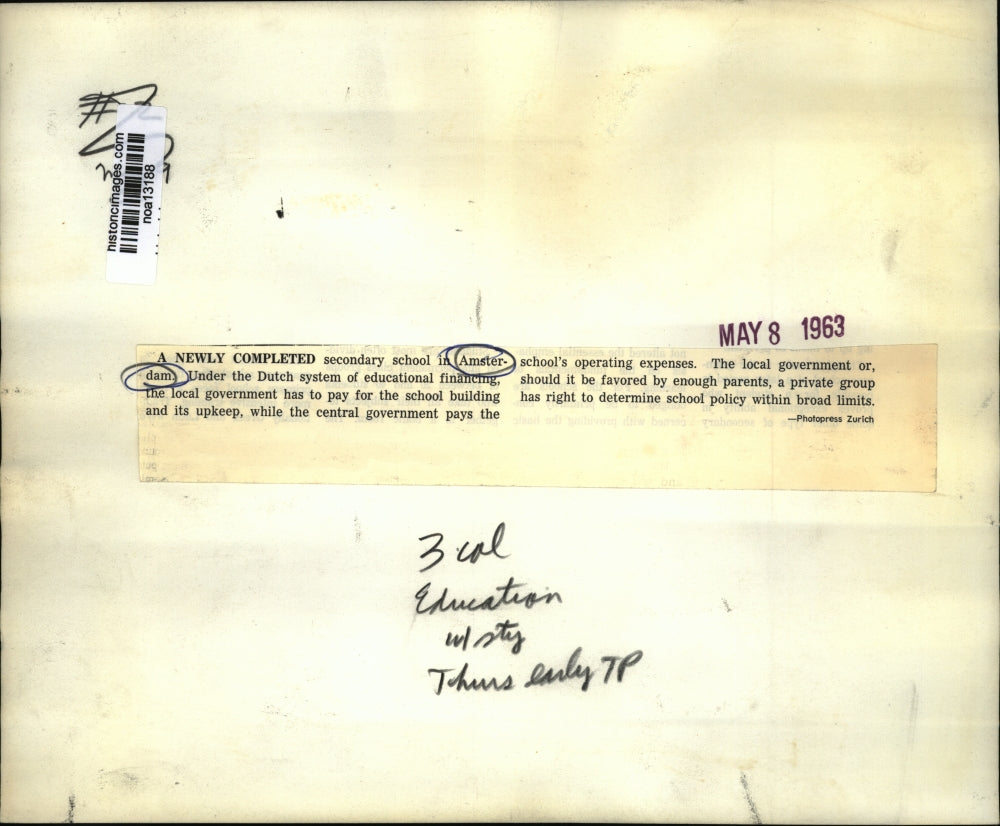 #2
historicimages.com
noa13188
MAY 8 1963
A NEWLY COMPLETED secondary school in Amster-
dam. Under the Dutch system of educational financing,
the local government has to pay for the school building
and its upkeep, while the central government pays the
school's operating expenses. The local government or,
should it be favored by enough parents, a private group
has right to determine school policy within broad limits.
—Photopress Zurich
3 col
Education
w/ sty
Thurs early TP